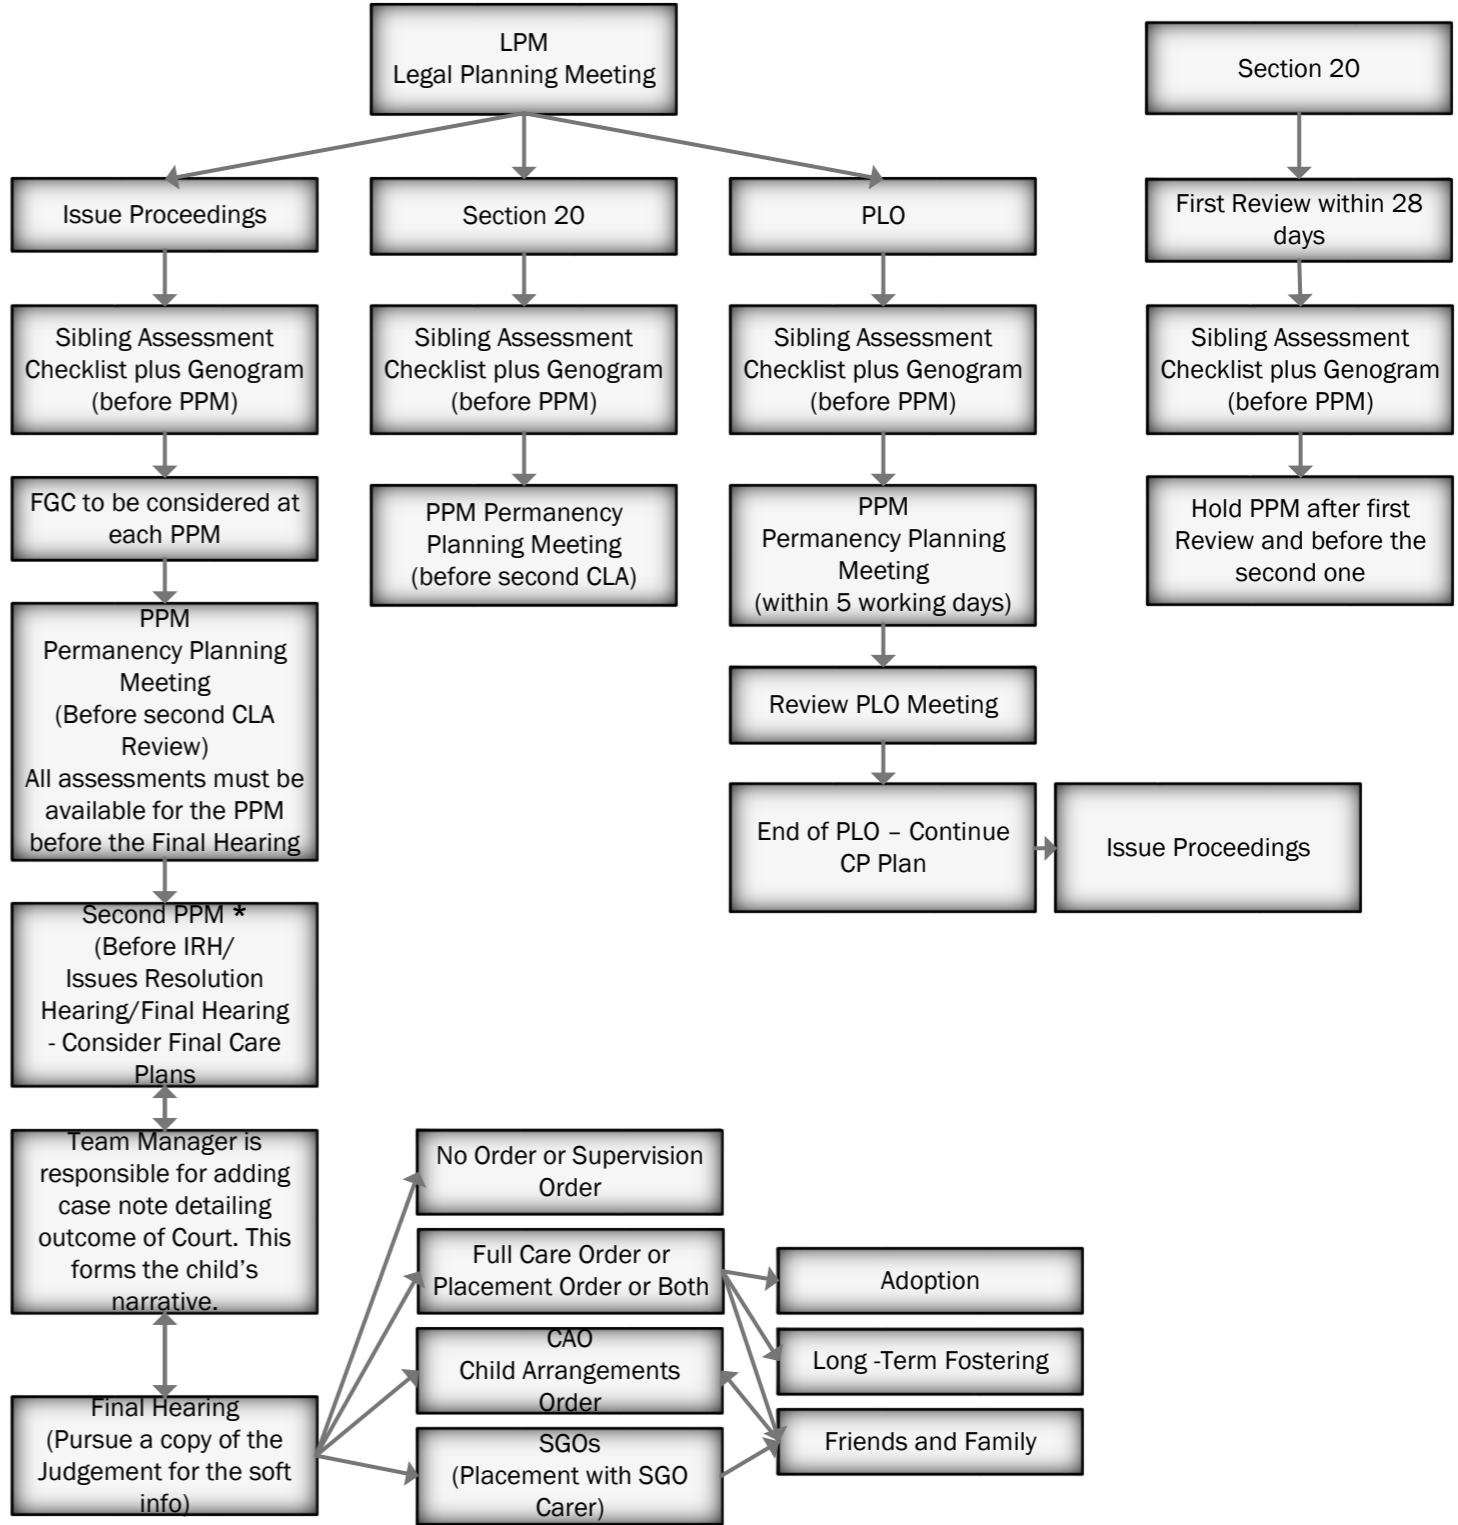 LPM
Legal Planning Meeting
Section 20
Issue Proceedings
Section 20
PLO
First Review within 28
days
Sibling Assessment
Checklist plus Genogram
(before PPM)
Sibling Assessment
Checklist plus Genogram
(before PPM)
Sibling Assessment
Checklist plus Genogram
(before PPM)
Sibling Assessment
Checklist plus Genogram
(before PPM)
FGC to be considered at
each PPM
PPM Permanency
Planning Meeting
(before second CLA)
PPM
Permanency Planning
Meeting
(within 5 working days)
Hold PPM after first
Review and before the
second one
PPM
Permanency Planning
Meeting
(Before second CLA
Review)
All assessments must be
available for the PPM
before the Final Hearing
Review PLO Meeting
End of PLO – Continue
CP Plan
Issue Proceedings
Second PPM *
(Before IRH/
Issues Resolution
Hearing/Final Hearing
- Consider Final Care
Plans
Team Manager is
responsible for adding
case note detailing
outcome of Court. This
forms the child's
narrative.
No Order or Supervision
Order
Full Care Order or
Placement Order or Both
Adoption
CAO
Child Arrangements
Order
Long -Term Fostering
Final Hearing
(Pursue a copy of the
Judgement for the soft
info)
SGOs
(Placement with SGO
Carer)
Friends and Family